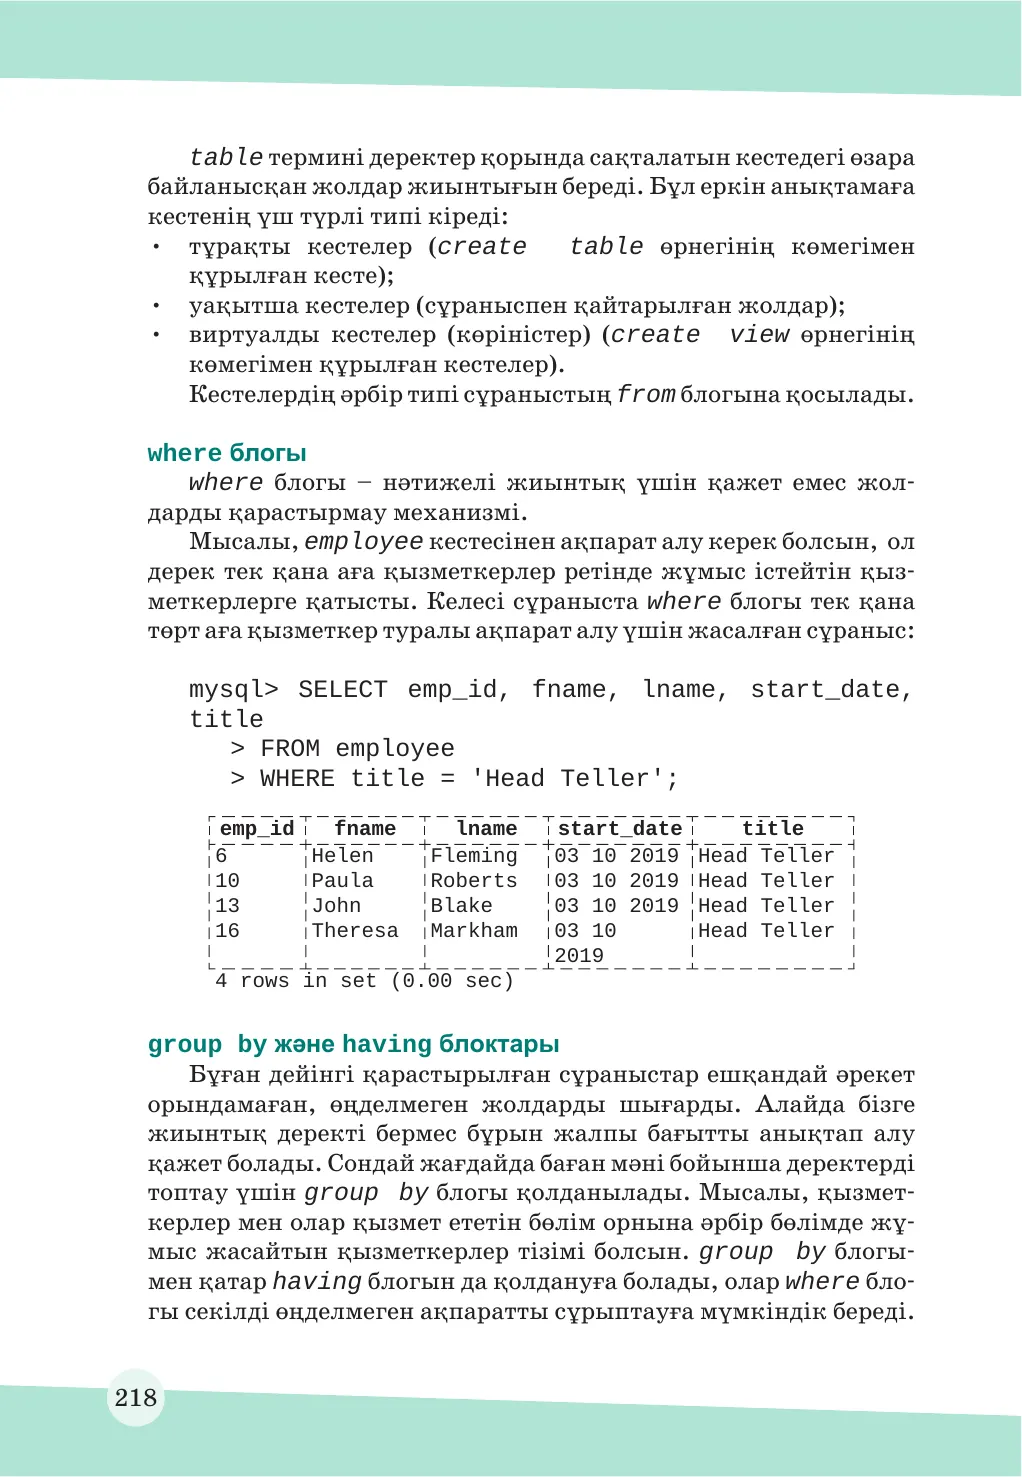 table термині деректер қорында сақталатын кестедегі өзара
байланысқан жолдар жиынтығын береді. Бұл еркін анықтамаға
кестенің үш түрлі типі кіреді:
• тұрақты кестелер (create table өрнегінің көмегімен
құрылған кесте);
• уақытша кестелер (сұраныспен қайтарылған жолдар);
• виртуалды кестелер (көріністер) (create view өрнегінің
көмегімен құрылған кестелер).
Кестелердің әрбір типі сұраныстың from блогына қосылады.
where блогы
where блогы – нәтижелі жиынтық үшін қажет емес жол-
дарды қарастырмау механизмі.
Мысалы, employee кестесінен ақпарат алу керек болсын, ол
дерек тек қана аға қызметкерлер ретінде жұмыс істейтін қыз-
меткерлерге қатысты. Келесі сұраныста where блогы тек қана
төрт аға қызметкер туралы ақпарат алу үшін жасалған сұраныс:
mysql> SELECT emp_id, fname, lname, start_date,
title
> FROM employee
> WHERE title = 'Head Teller';
emp_id fname lname start_date title
6 Helen Fleming 03 10 2019 Head Teller
10 Paula Roberts 03 10 2019 Head Teller
13 John Blake 03 10 2019 Head Teller
16 Theresa Markham 03 10 Head Teller
2019
4 rows in set (0.00 sec)
group by және having блоктары
Бұған дейінгі қарастырылған сұраныстар ешқандай әрекет
орындамаған, өңделмеген жолдарды шығарды. Алайда бізге
жиынтық деректі бермес бұрын жалпы бағытты анықтап алу
қажет болады. Сондай жағдайда баған мәні бойынша деректерді
топтау үшін group by блогы қолданылады. Мысалы, қызмет-
керлер мен олар қызмет ететін бөлім орнына әрбір бөлімде жұ-
мыс жасайтын қызметкерлер тізімі болсын. group by блогы-
мен қатар having блогын да қолдануға болады, олар where бло-
гы секілді өңделмеген ақпаратты сұрыптауға мүмкіндік береді.
218